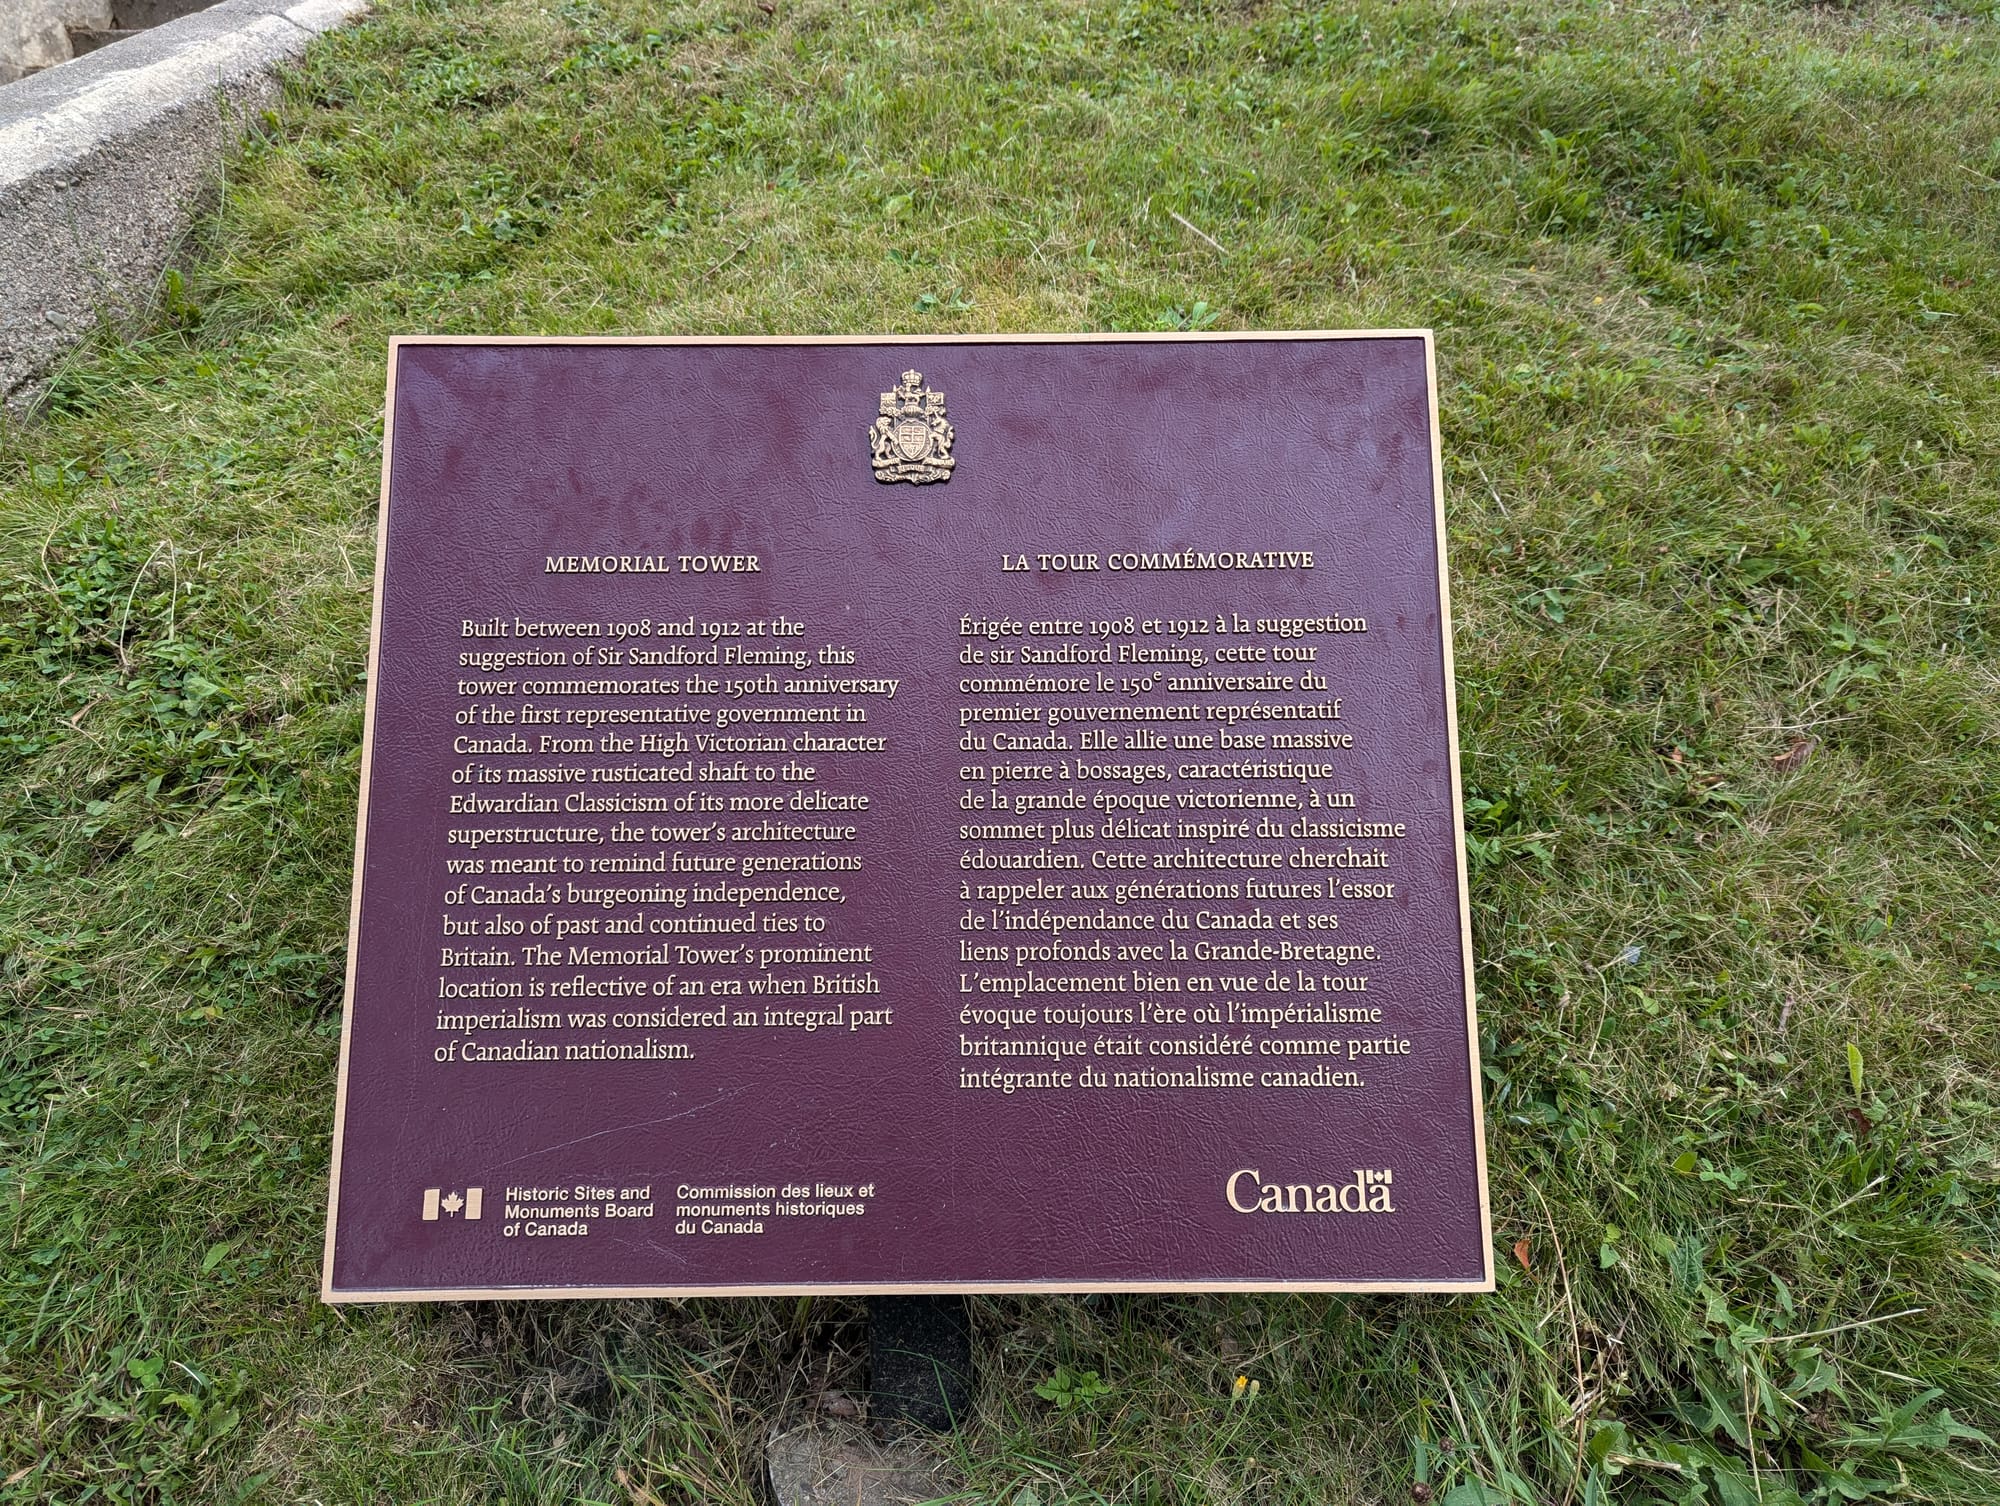 MEMORIAL TOWER
Built between 1908 and 1912 at the
suggestion of Sir Sandford Fleming, this
tower commemorates the 150th anniversary
of the first representative government in
Canada. From the High Victorian character
of its massive rusticated shaft to the
Edwardian Classicism of its more delicate
superstructure, the tower's architecture
was meant to remind future generations
of Canada's burgeoning independence,
but also of past and continued ties to
Britain. The Memorial Tower's prominent
location is reflective of an era when British
imperialism was considered an integral part
of Canadian nationalism.
LA TOUR COMMÉMORATIVE
Érigée entre 1908 et 1912 à la suggestion
de sir Sandford Fleming, cette tour
commémore le 150e anniversaire du
premier gouvernement représentatif
du Canada. Elle allie une base massive
en pierre à bossages, caractéristique
de la grande époque victorienne, à un
sommet plus délicat inspiré du classicisme
édouardien. Cette architecture cherchait
à rappeler aux générations futures l'essor
de l'indépendance du Canada et ses
liens profonds avec la Grande-Bretagne.
L'emplacement bien en vue de la tour
évoque toujours l'ère où l'impérialisme
britannique était considéré comme partie
intégrante du nationalisme canadien.
Historic Sites and
Monuments Board
of Canada
Commission des lieux et
monuments historiques
du Canada
Canada